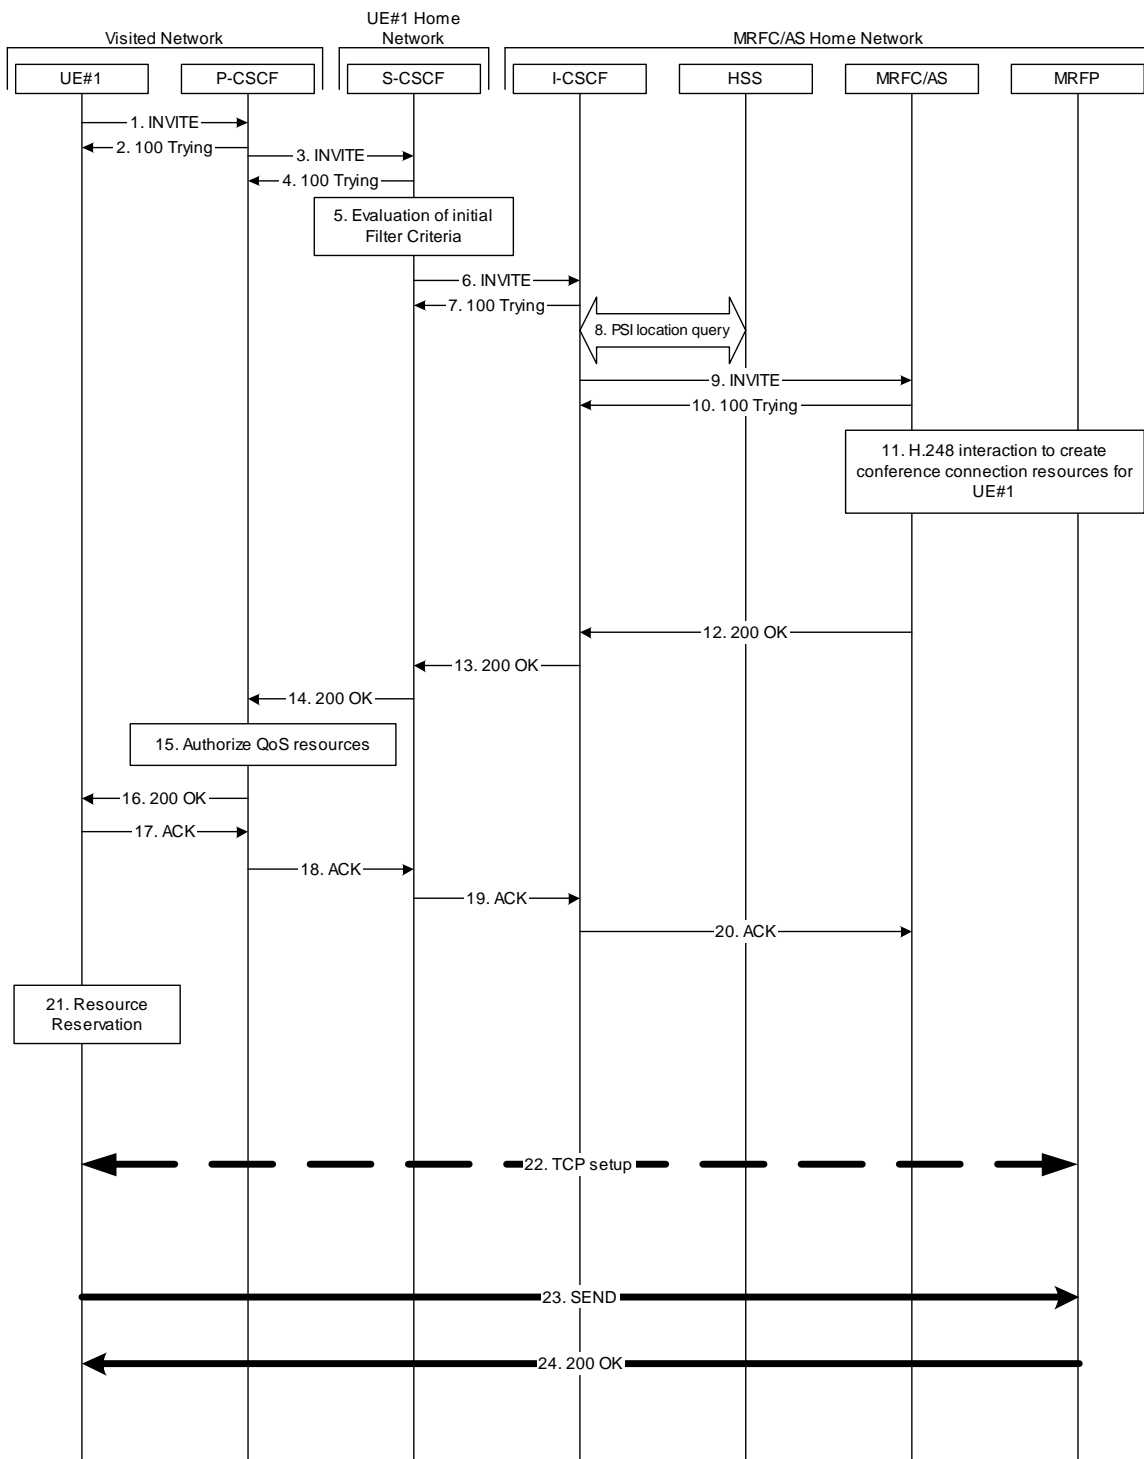 UE#1 Home
Network
Visited Network
MRFC/AS Home Network
UE#1
P-CSCF
S-CSCF
I-CSCF
HSS
MRFC/AS
MRFP
1. INVITE
2. 100 Trying
3. INVITE
4. 100 Trying
5. Evaluation of initial
Filter Criteria
6. INVITE
7. 100 Trying
8. PSI location query
9. INVITE
10. 100 Trying
11. H.248 interaction to create
conference connection resources for
UE#1
12. 200 OK
13. 200 OK
14. 200 OK
15. Authorize QoS resources
16. 200 OK
17. ACK
18. ACK
19. ACK
20. ACK
21. Resource
Reservation
22. TCP setup
23. SEND
24. 200 OK